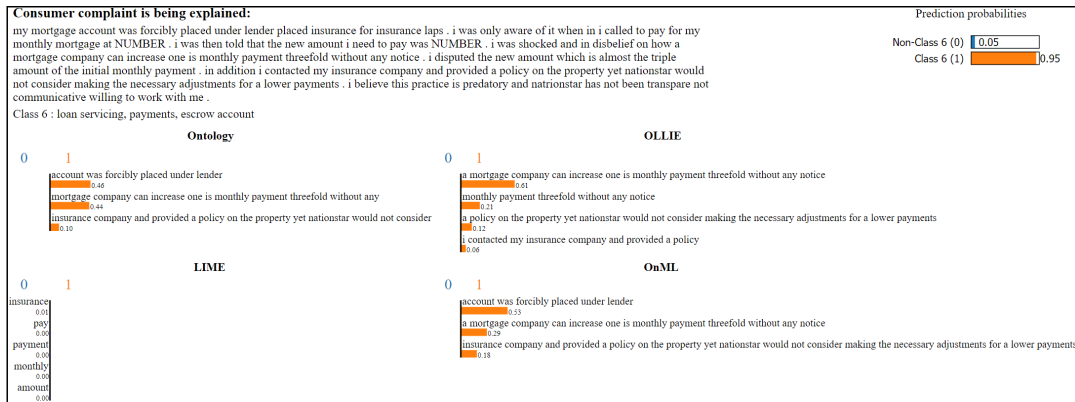 Consumer complaint is being explained:
my mortgage account was forcibly placed under lender placed insurance for insurance laps . i was only aware of it when in i called to pay for my
monthly mortgage at NUMBER . i was then told that the new amount i need to pay was NUMBER . i was shocked and in disbelief on how a
mortgage company can increase one is monthly payment threefold without any notice . i disputed the new amount which is almost the triple
amount of the initial monthly payment . in addition i contacted my insurance company and provided a policy on the property yet nationstar would
not consider making the necessary adjustments for a lower payments . i believe this practice is predatory and natrionstar has not been transpare not
communicative willing to work with me .
Class 6 : loan servicing, payments, escrow account
Prediction probabilities
Non-Class 6 (0) 0.05
Class 6 (1) 0.95
Ontology
0 1
account was forcibly placed under lender
0.46
mortgage company can increase one is monthly payment threefold without any
0.44
insurance company and provided a policy on the property yet nationstar would not consider
0.10
OLLIE
0 1
a mortgage company can increase one is monthly payment threefold without any notice
0.61
monthly payment threefold without any notice
0.21
a policy on the property yet nationstar would not consider making the necessary adjustments for a lower payments
0.12
i contacted my insurance company and provided a policy
0.06
LIME
0 1
insurance
0.01
pay
0.00
payment
0.00
monthly
0.00
amount
0.00
OnML
0 1
account was forcibly placed under lender
0.53
a mortgage company can increase one is monthly payment threefold without any notice
0.29
insurance company and provided a policy on the property yet nationstar would not consider making the necessary adjustments for a lower payments
0.18